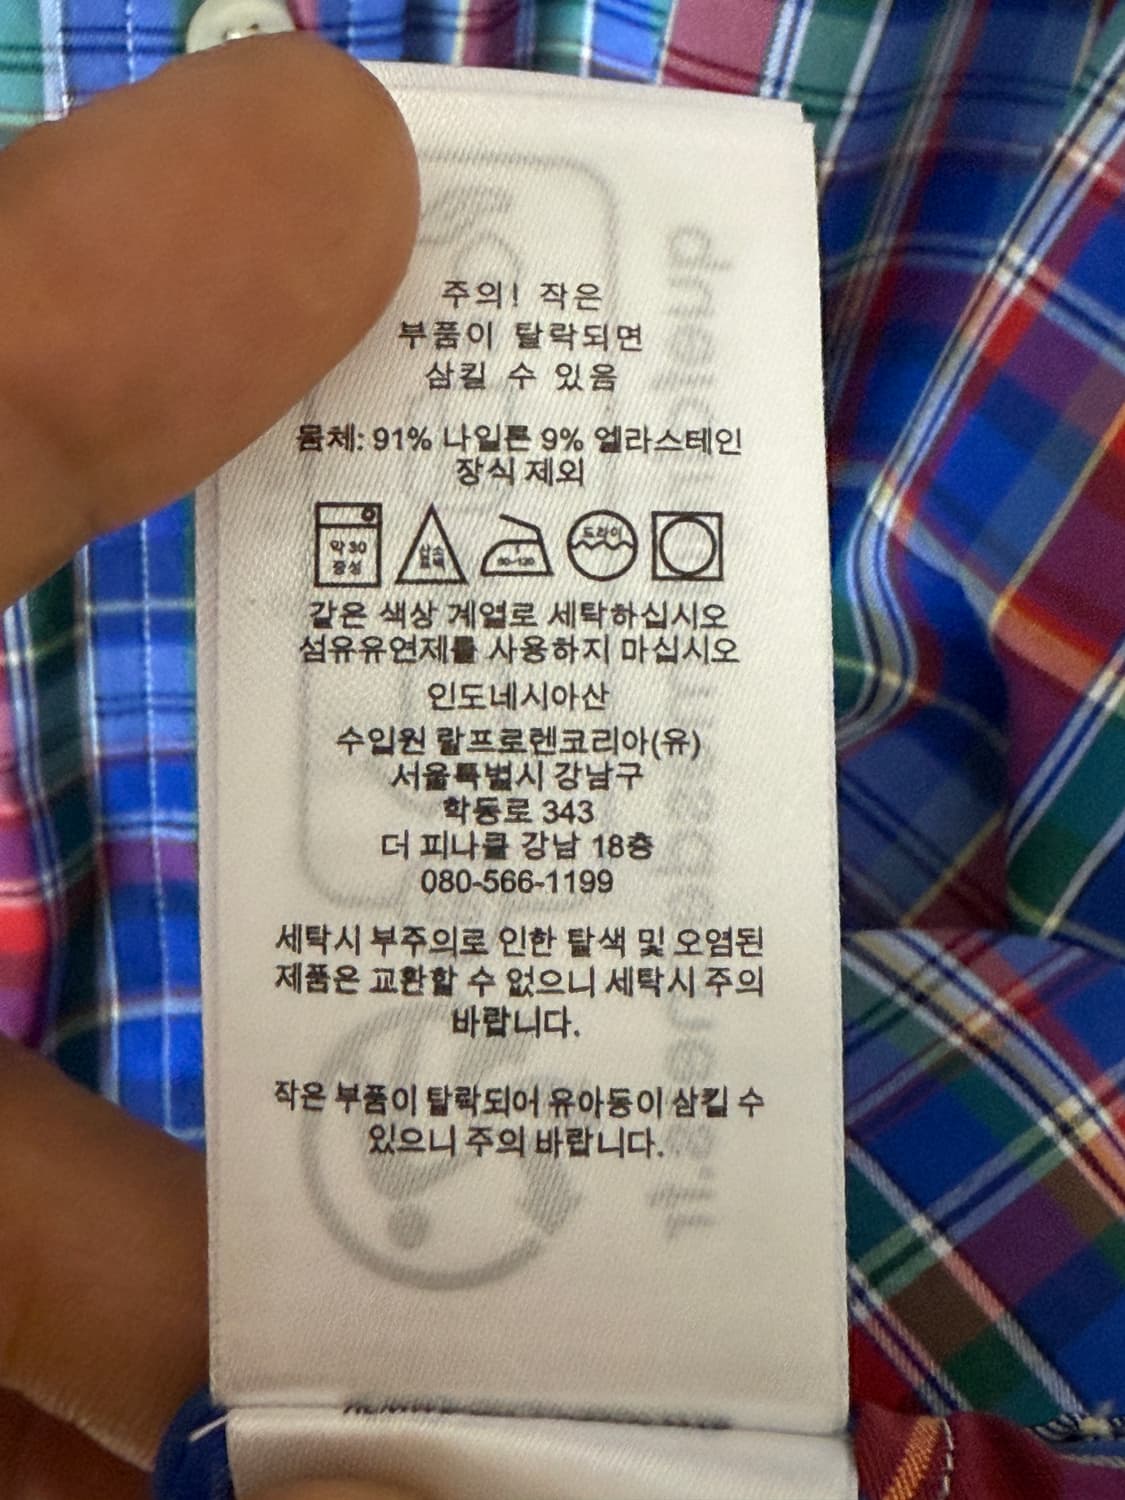 주의! 작은
부품이 탈락되면
삼킬 수 있음
몸체: 91% 나일론 9% 엘라스테인
장식 제외
약 30
중성
산소
표백
80~120
드라이
같은 색상 계열로 세탁하십시오
섬유유연제를 사용하지 마십시오
인도네시아산
수입원 랄프로렌코리아(유)
서울특별시 강남구
학동로 343
더 피나클 강남 18층
080-566-1199
세탁시 부주의로 인한 탈색 및 오염된
제품은 교환할 수 없으니 세탁시 주의
바랍니다.
작은 부품이 탈락되어 유아동이 삼킬 수
있으니 주의 바랍니다.